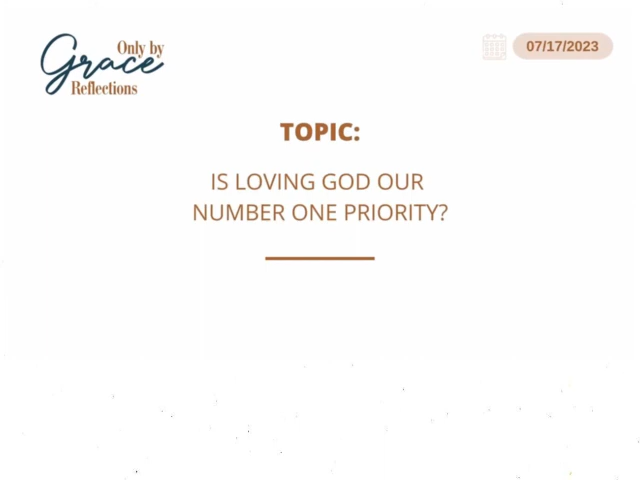 Only by
Grace
Reflections
07/17/2023
TOPIC:
IS LOVING GOD OUR
NUMBER ONE PRIORITY?